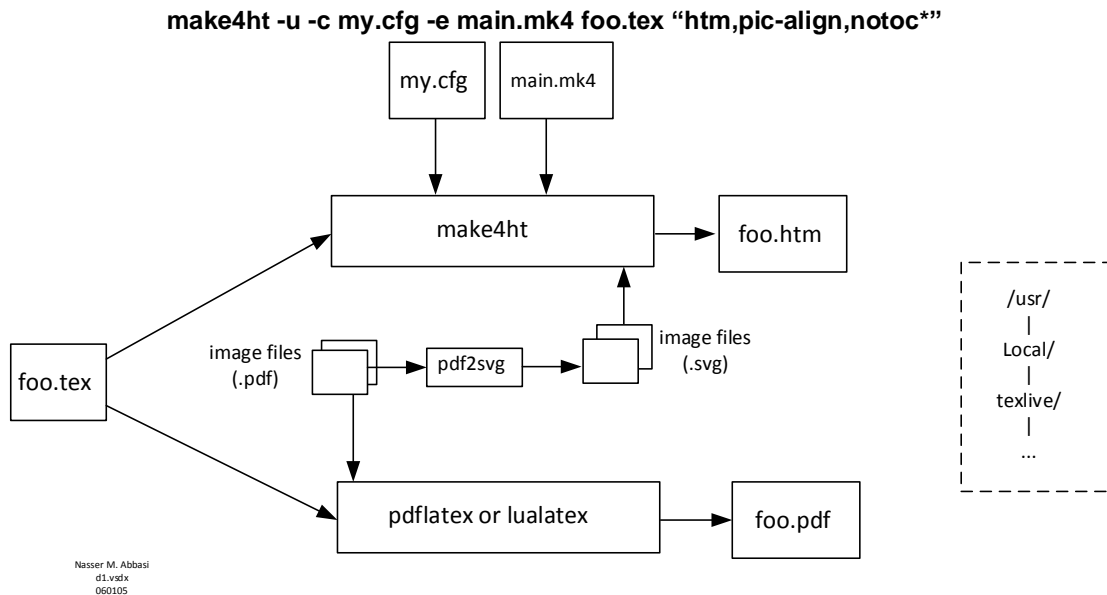 make4ht -u -c my.cfg -e main.mk4 foo.tex “htm,pic-align,notoc*”
my.cfg
main.mk4
make4ht
foo.htm
/usr/
|
Local/
|
texlive/
|
...
image files
(.pdf)
pdf2svg
image files
(.svg)
foo.tex
pdflatex or lualatex
foo.pdf
Nasser M. Abbasi
d1.vsdx
060105